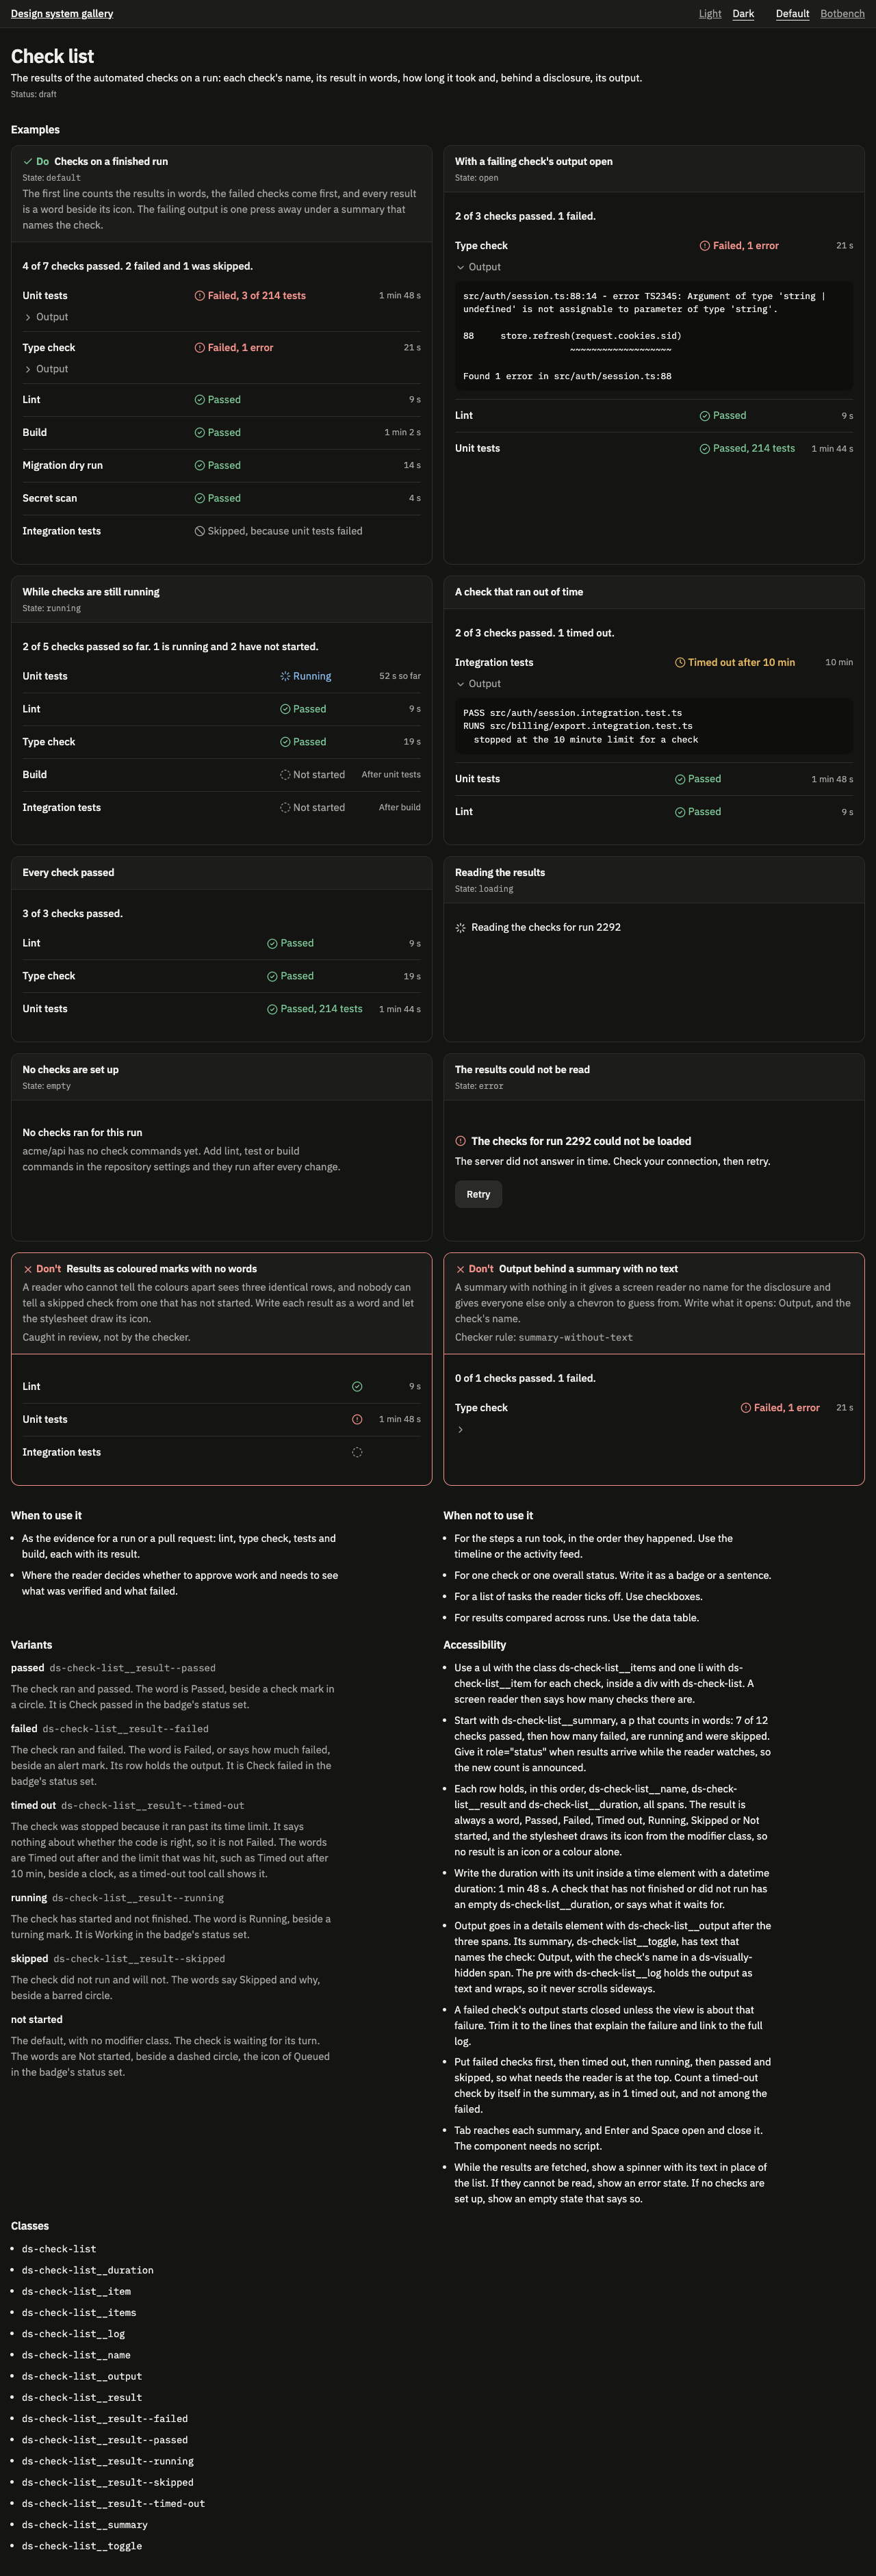 Design system gallery
Light Dark Default Botbench
Check list
The results of the automated checks on a run: each check's name, its result in words, how long it took and, behind a disclosure, its output.
Status: draft
Examples
Do Checks on a finished run
State: default
The first line counts the results in words, the failed checks come first, and every result
is a word beside its icon. The failing output is one press away under a summary that
names the check.
4 of 7 checks passed. 2 failed and 1 was skipped.
Unit tests Failed, 3 of 214 tests 1 min 48 s
Output
Type check Failed, 1 error 21 s
Output
Lint Passed 9 s
Build Passed 1 min 2 s
Migration dry run Passed 14 s
Secret scan Passed 4 s
Integration tests Skipped, because unit tests failed
With a failing check's output open
State: open
2 of 3 checks passed. 1 failed.
Type check Failed, 1 error 21 s
Output
src/auth/session.ts:88:14 - error TS2345: Argument of type 'string |
undefined' is not assignable to parameter of type 'string'.
88 store.refresh(request.cookies.sid)
~~~~~~~~~~~~~~~~~~~
Found 1 error in src/auth/session.ts:88
Lint Passed 9 s
Unit tests Passed, 214 tests 1 min 44 s
While checks are still running
State: running
2 of 5 checks passed so far. 1 is running and 2 have not started.
Unit tests Running 52 s so far
Lint Passed 9 s
Type check Passed 19 s
Build Not started After unit tests
Integration tests Not started After build
A check that ran out of time
2 of 3 checks passed. 1 timed out.
Integration tests Timed out after 10 min 10 min
Output
PASS src/auth/session.integration.test.ts
RUNS src/billing/export.integration.test.ts
stopped at the 10 minute limit for a check
Unit tests Passed 1 min 48 s
Lint Passed 9 s
Every check passed
3 of 3 checks passed.
Lint Passed 9 s
Type check Passed 19 s
Unit tests Passed, 214 tests 1 min 44 s
Reading the results
State: loading
Reading the checks for run 2292
No checks are set up
State: empty
No checks ran for this run
acme/api has no check commands yet. Add lint, test or build
commands in the repository settings and they run after every change.
The results could not be read
State: error
The checks for run 2292 could not be loaded
The server did not answer in time. Check your connection, then retry.
Retry
Don't Results as coloured marks with no words
A reader who cannot tell the colours apart sees three identical rows, and nobody can
tell a skipped check from one that has not started. Write each result as a word and let
the stylesheet draw its icon.
Caught in review, not by the checker.
Lint 9 s
Unit tests 1 min 48 s
Integration tests
Don't Output behind a summary with no text
A summary with nothing in it gives a screen reader no name for the disclosure and
gives everyone else only a chevron to guess from. Write what it opens: Output, and the
check's name.
Checker rule: summary-without-text
0 of 1 checks passed. 1 failed.
Type check Failed, 1 error 21 s
When to use it
As the evidence for a run or a pull request: lint, type check, tests and
build, each with its result.
Where the reader decides whether to approve work and needs to see
what was verified and what failed.
When not to use it
For the steps a run took, in the order they happened. Use the
timeline or the activity feed.
For one check or one overall status. Write it as a badge or a sentence.
For a list of tasks the reader ticks off. Use checkboxes.
For results compared across runs. Use the data table.
Variants
passed ds-check-list__result--passed
The check ran and passed. The word is Passed, beside a check mark in
a circle. It is Check passed in the badge's status set.
failed ds-check-list__result--failed
The check ran and failed. The word is Failed, or says how much failed,
beside an alert mark. Its row holds the output. It is Check failed in the
badge's status set.
timed out ds-check-list__result--timed-out
The check was stopped because it ran past its time limit. It says
nothing about whether the code is right, so it is not Failed. The words
are Timed out after and the limit that was hit, such as Timed out after
10 min, beside a clock, as a timed-out tool call shows it.
running ds-check-list__result--running
The check has started and not finished. The word is Running, beside a
turning mark. It is Working in the badge's status set.
skipped ds-check-list__result--skipped
The check did not run and will not. The words say Skipped and why,
beside a barred circle.
not started
The default, with no modifier class. The check is waiting for its turn.
The words are Not started, beside a dashed circle, the icon of Queued
in the badge's status set.
Accessibility
Use a ul with the class ds-check-list__items and one li with ds-
check-list__item for each check, inside a div with ds-check-list. A
screen reader then says how many checks there are.
Start with ds-check-list__summary, a p that counts in words: 7 of 12
checks passed, then how many failed, are running and were skipped.
Give it role="status" when results arrive while the reader watches, so
the new count is announced.
Each row holds, in this order, ds-check-list__name, ds-check-
list__result and ds-check-list__duration, all spans. The result is
always a word, Passed, Failed, Timed out, Running, Skipped or Not
started, and the stylesheet draws its icon from the modifier class, so
no result is an icon or a colour alone.
Write the duration with its unit inside a time element with a datetime
duration: 1 min 48 s. A check that has not finished or did not run has
an empty ds-check-list__duration, or says what it waits for.
Output goes in a details element with ds-check-list__output after the
three spans. Its summary, ds-check-list__toggle, has text that
names the check: Output, with the check's name in a ds-visually-
hidden span. The pre with ds-check-list__log holds the output as
text and wraps, so it never scrolls sideways.
A failed check's output starts closed unless the view is about that
failure. Trim it to the lines that explain the failure and link to the full
log.
Put failed checks first, then timed out, then running, then passed and
skipped, so what needs the reader is at the top. Count a timed-out
check by itself in the summary, as in 1 timed out, and not among the
failed.
Tab reaches each summary, and Enter and Space open and close it.
The component needs no script.
While the results are fetched, show a spinner with its text in place of
the list. If they cannot be read, show an error state. If no checks are
set up, show an empty state that says so.
Classes
ds-check-list
ds-check-list__duration
ds-check-list__item
ds-check-list__items
ds-check-list__log
ds-check-list__name
ds-check-list__output
ds-check-list__result
ds-check-list__result--failed
ds-check-list__result--passed
ds-check-list__result--running
ds-check-list__result--skipped
ds-check-list__result--timed-out
ds-check-list__summary
ds-check-list__toggle